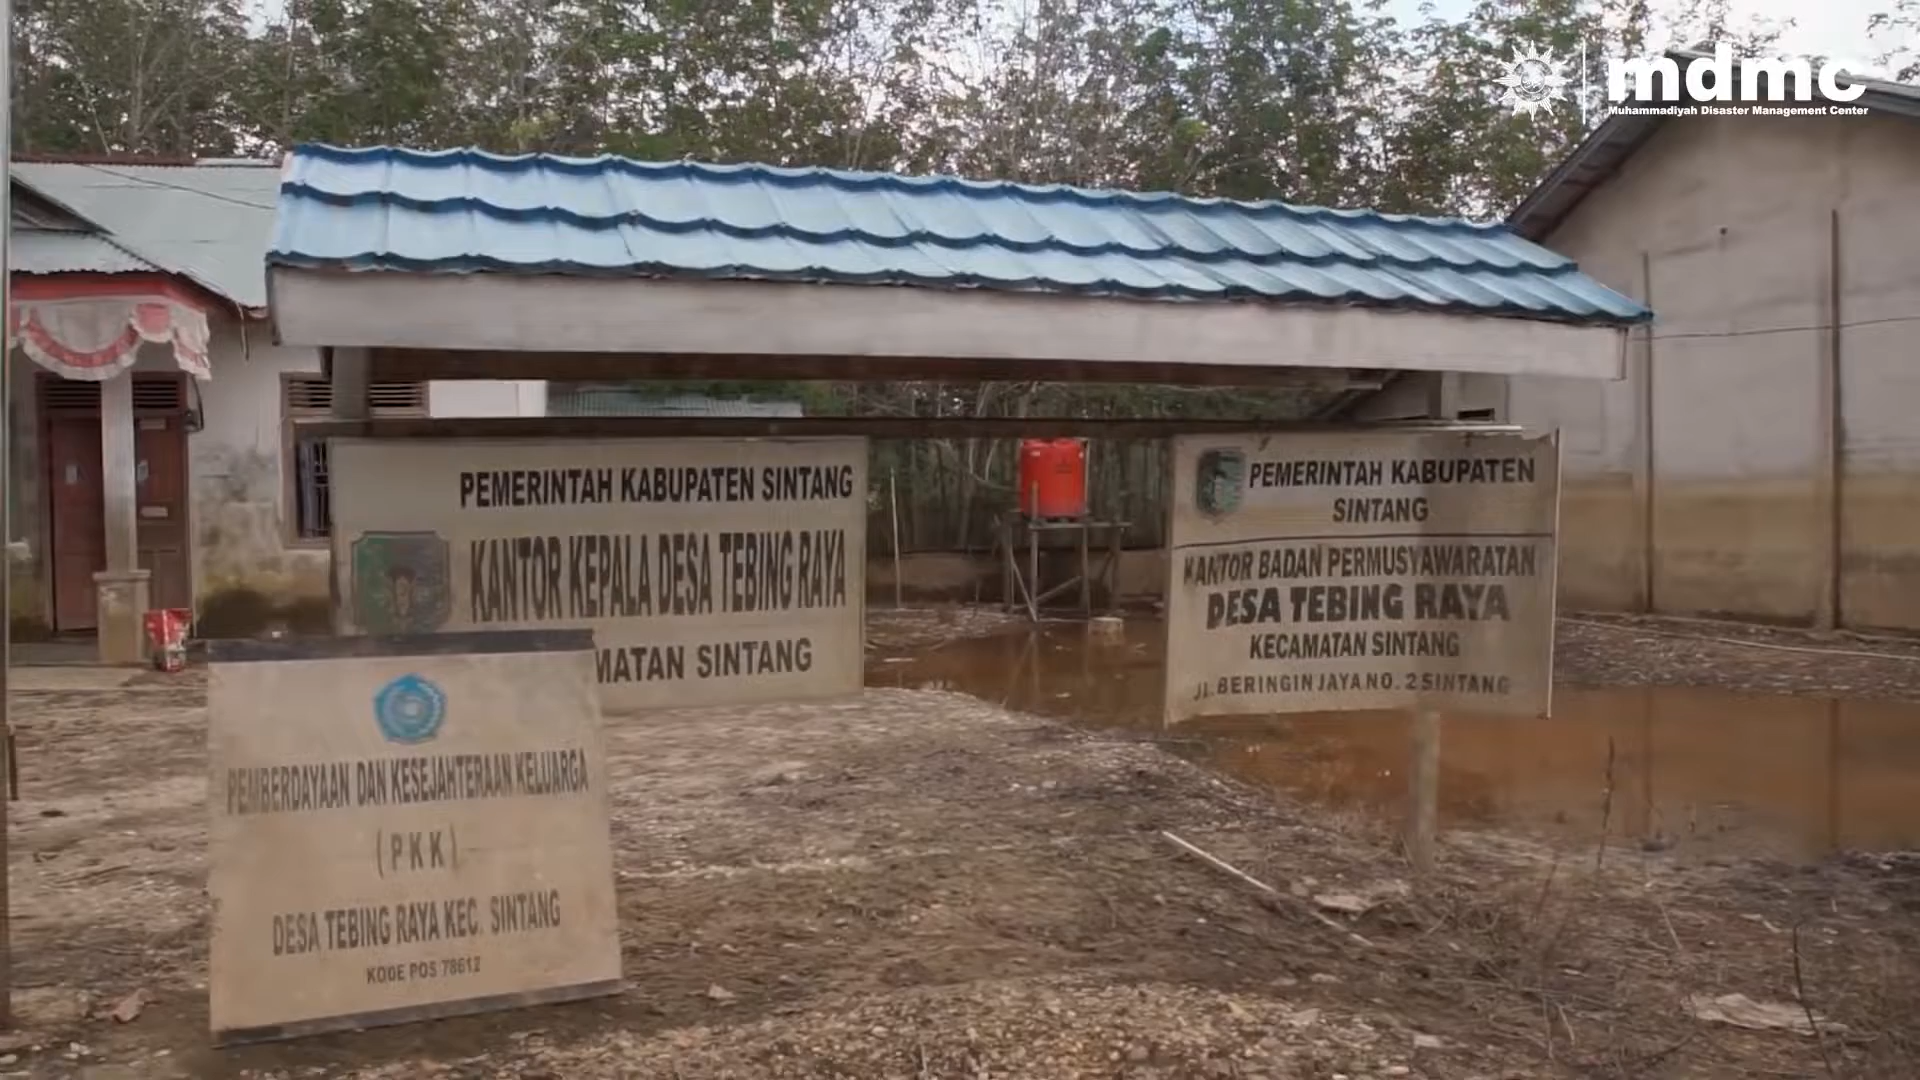 mdmc
Muhammadiyah Disaster Management Center
PEMERINTAH KABUPATEN SINTANG
KANTOR KEPALA DESA TEBING RAYA
MATAN SINTANG
PEMERINTAH KABUPATEN
SINTANG
KANTOR BADAN PERMUSYAWARATAN
DESA TEBING RAYA
KECAMATAN SINTANG
JL. BERINGIN JAYA NO. 2 SINTANG
PEMBERDAYAAN DAN KESEJAHTERAAN KELUARGA
( P K K )
DESA TEBING RAYA KEC. SINTANG
KODE POS 78612